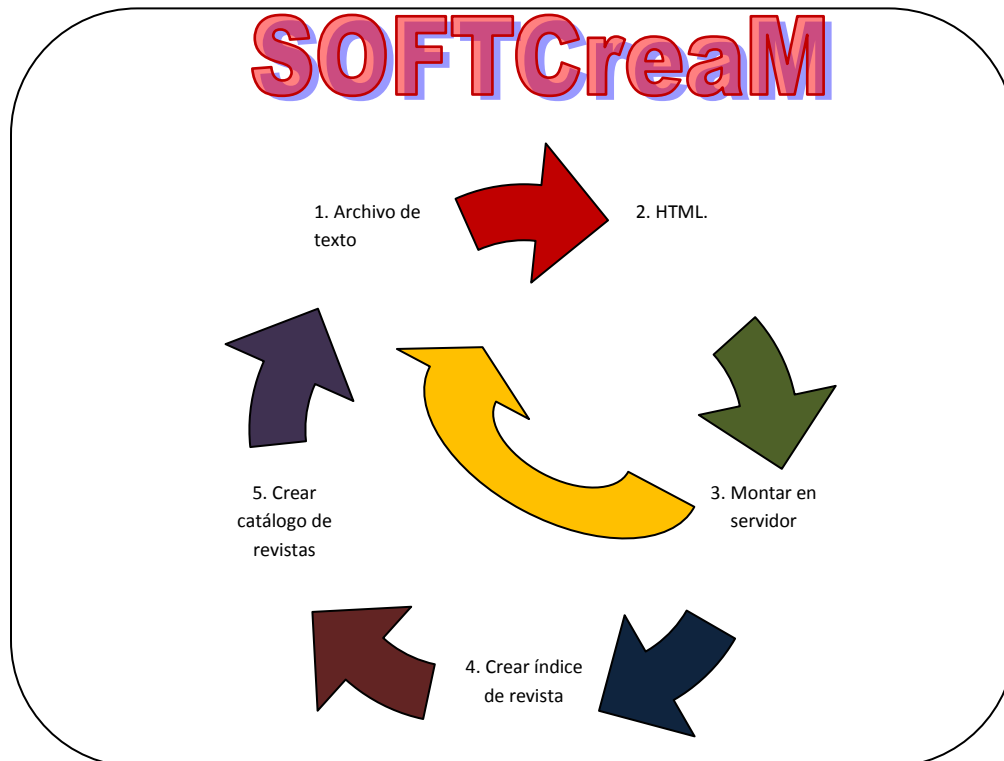 SOFTCreaM
1. Archivo de
texto
2. HTML.
3. Montar en
servidor
4. Crear índice
de revista
5. Crear
catálogo de
revistas